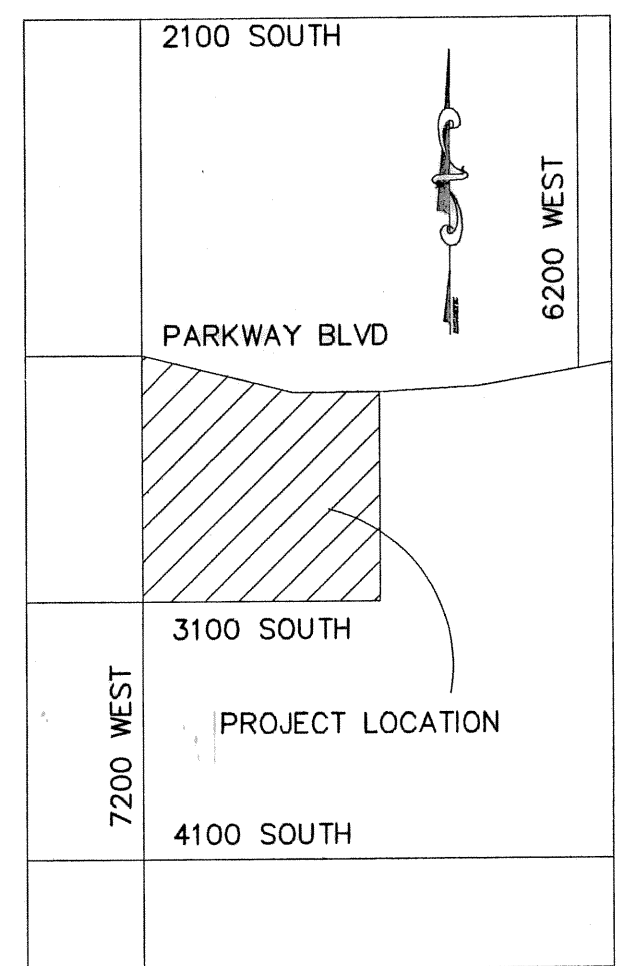 2100 SOUTH
6200 WEST
PARKWAY BLVD
3100 SOUTH
7200 WEST
PROJECT LOCATION
4100 SOUTH